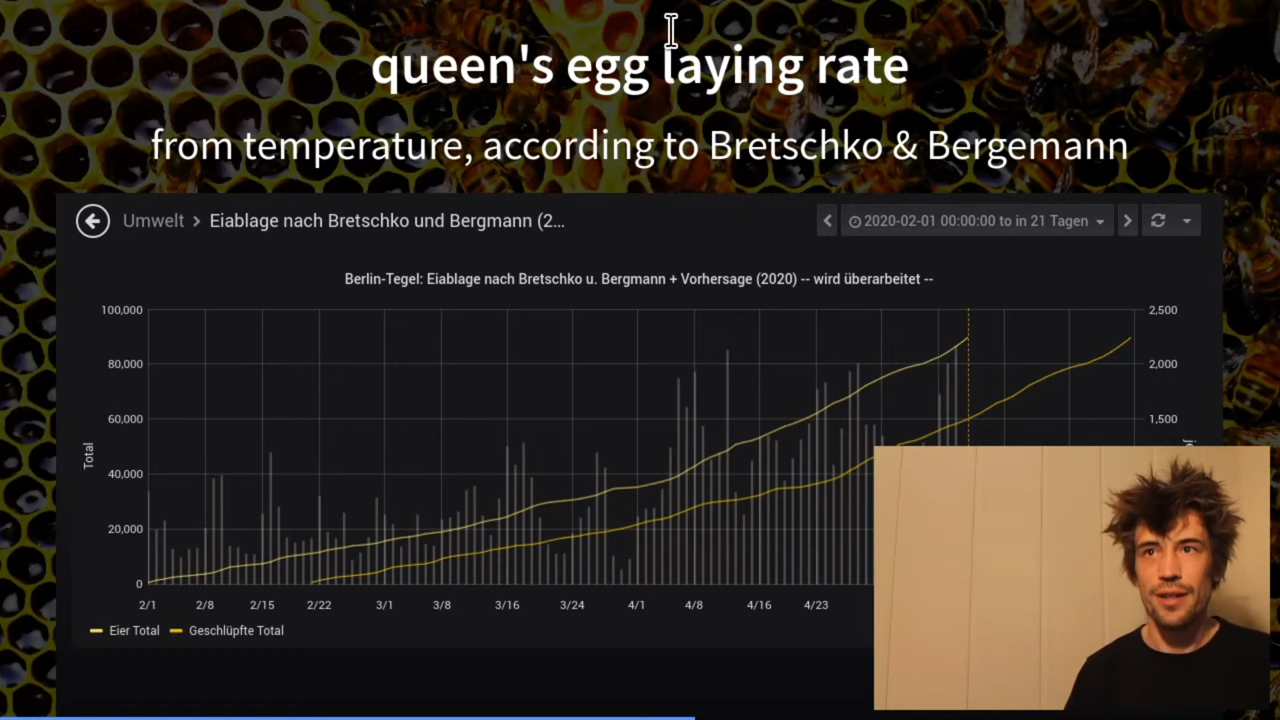 queen's egg laying rate
from temperature, according to Bretschko & Bergemann
Umwelt > Eiablage nach Bretschko und Bergmann (2…
2020-02-01 00:00:00 to in 21 Tagen
Berlin-Tegel: Eiablage nach Bretschko u. Bergmann + Vorhersage (2020) -- wird überarbeitet --
100,000
80,000
60,000
40,000
20,000
0
Total
2,500
2,000
1,500
2/1 2/8 2/15 2/22 3/1 3/8 3/16 3/24 4/1 4/8 4/16 4/23
Eier Total Geschlüpfte Total